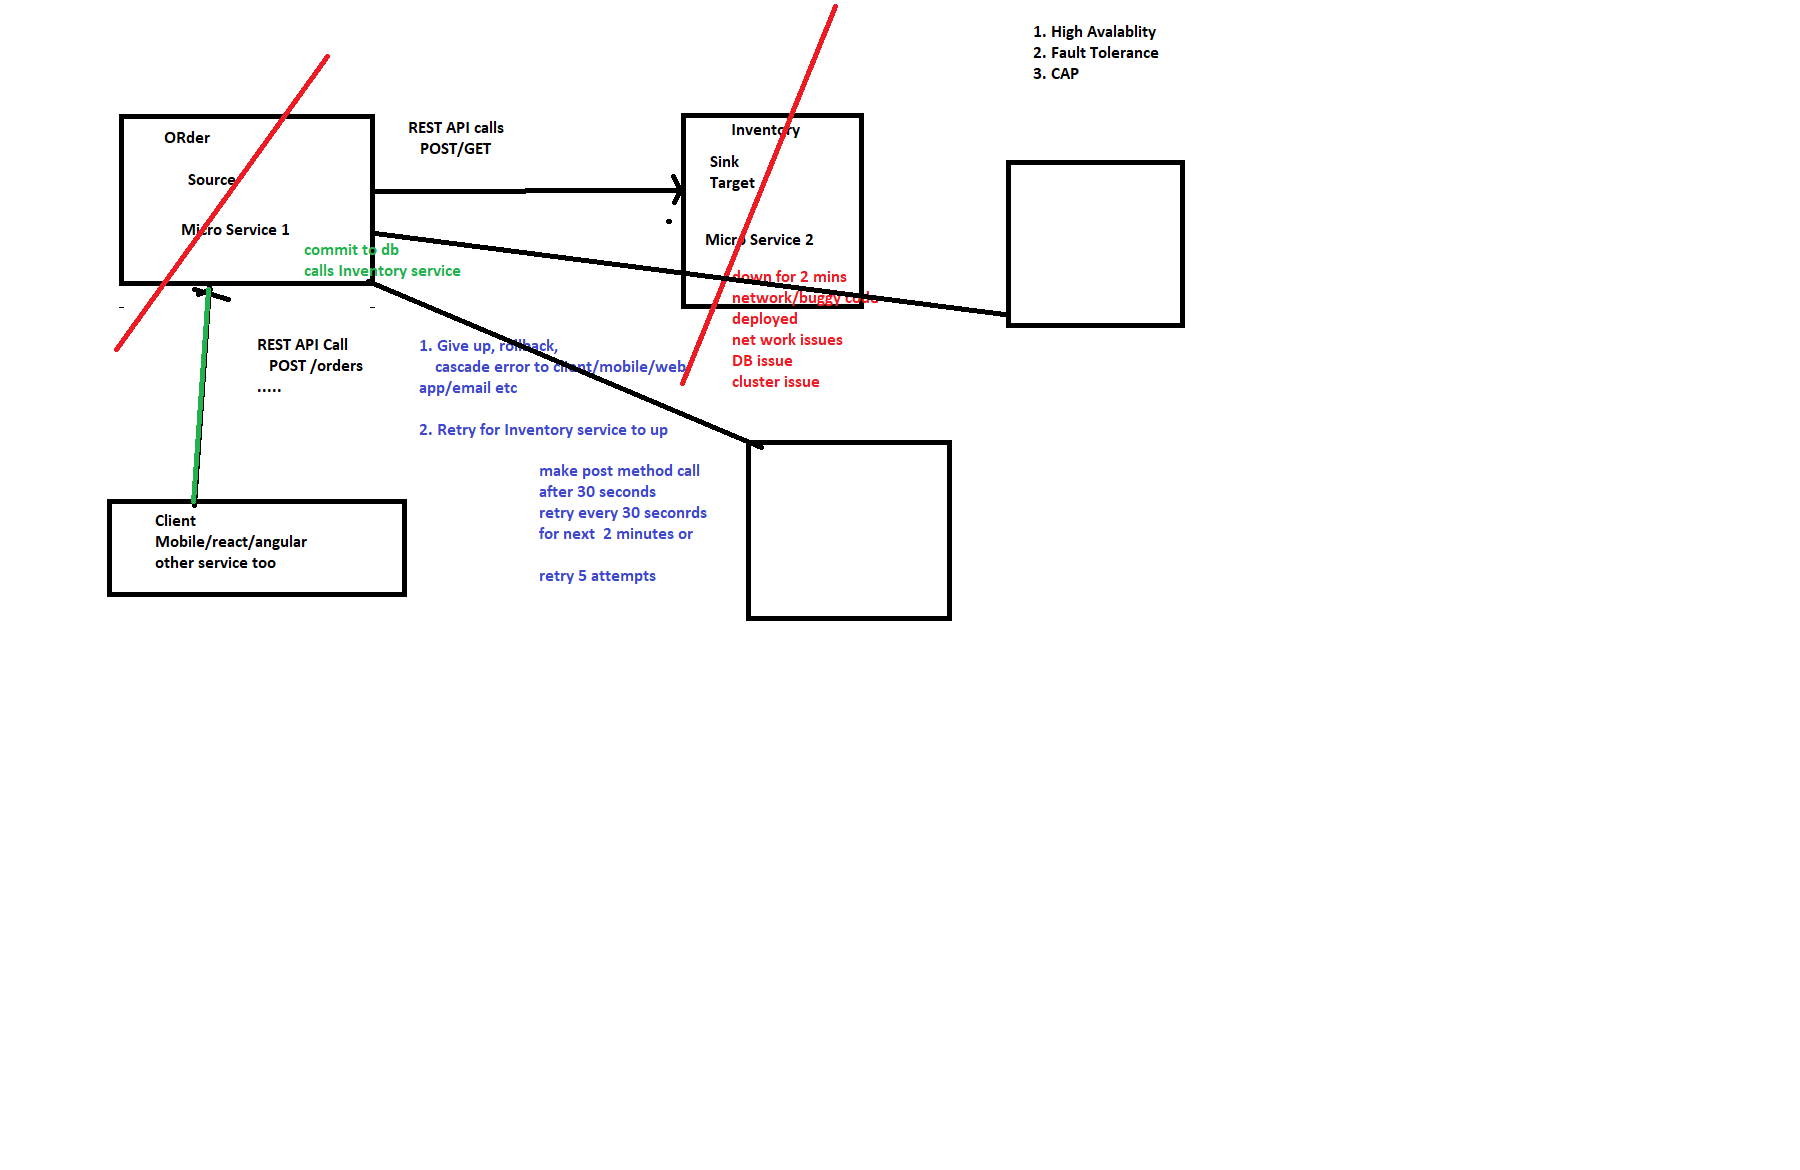 1. High Avalablity
2. Fault Tolerance
3. CAP
ORder
Source
Micro Service 1
commit to db
calls Inventory service
REST API calls
POST/GET
Inventory
Sink
Target
Micro Service 2
down for 2 mins
network/buggy code
deployed
net work issues
DB issue
cluster issue
REST API Call
POST /orders
.....
1. Give up, rollback,
cascade error to client/mobile/web
app/email etc
2. Retry for Inventory service to up
make post method call
after 30 seconds
retry every 30 seconrds
for next 2 minutes or
retry 5 attempts
Client
Mobile/react/angular
other service too